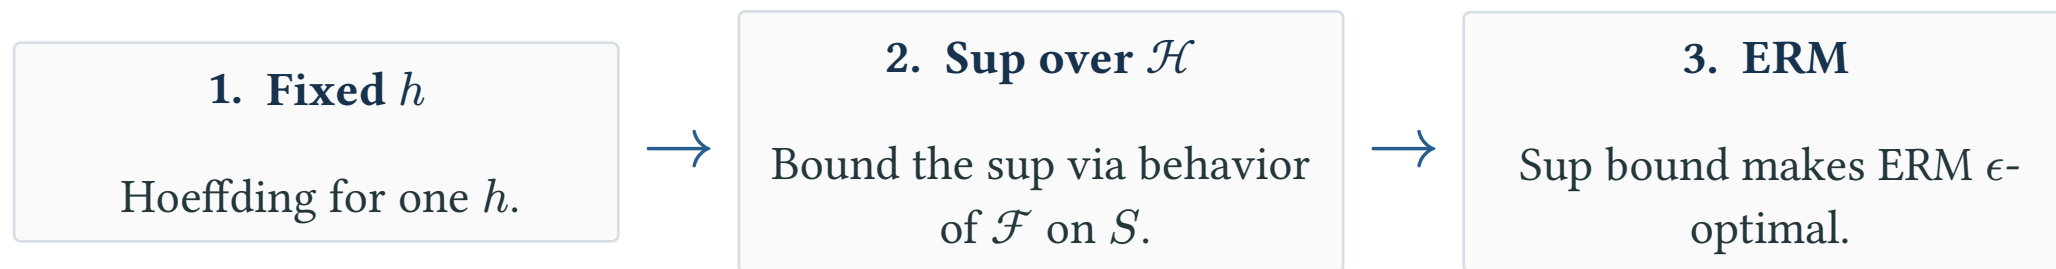 1. Fixed h
Hoeffding for one h.
2. Sup over ℋ
Bound the sup via behavior
of ℱ on S.
3. ERM
Sup bound makes ERM ϵ-
optimal.